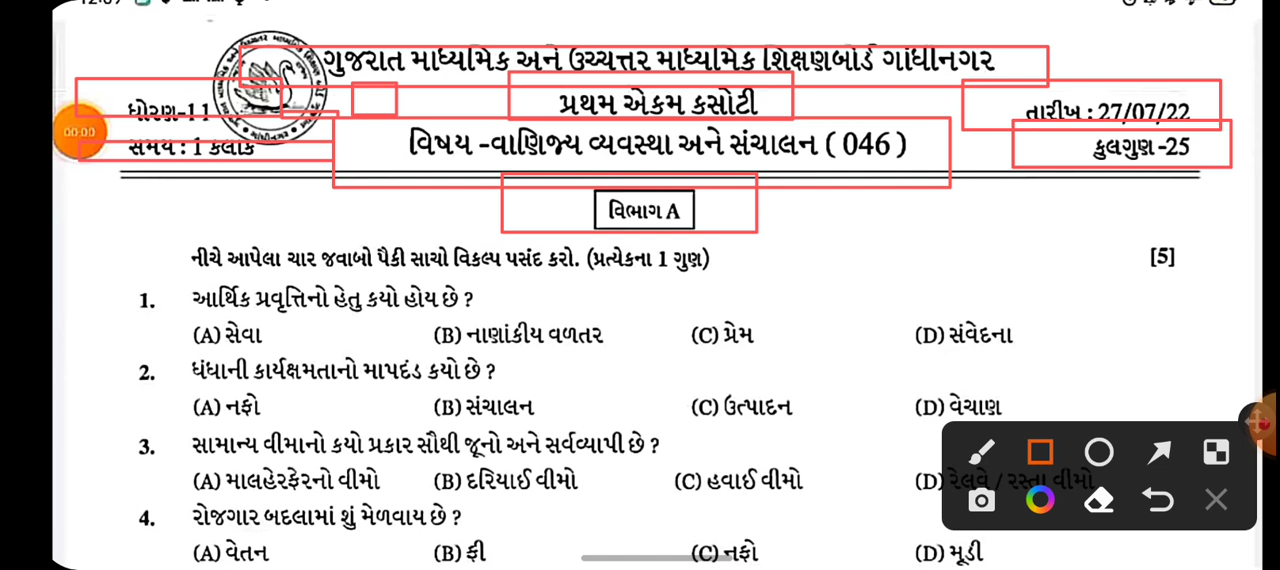 ગુજરાત માધ્યમિક અને ઉચ્ચત્તર માધ્યમિક શિક્ષણબોર્ડ ગાંધીનગર
ધોરણ-11 પ્રથમ એકમ કસોટી તારીખ : 27/07/22
00:00
સમય : 1 કલાક વિષય -વાણિજ્ય વ્યવસ્થા અને સંચાલન ( 046 ) કુલગુણ -25
વિભાગ A
નીચે આપેલા ચાર જવાબો પૈકી સાચો વિકલ્પ પસંદ કરો. (પ્રત્યેકના 1 ગુણ) [5]
1. આર્થિક પ્રવૃત્તિનો હેતુ કયો હોય છે ?
(A) સેવા (B) નાણાંકીય વળતર (C) પ્રેમ (D) સંવેદના
2. ધંધાની કાર્યક્ષમતાનો માપદંડ કયો છે ?
(A) નફો (B) સંચાલન (C) ઉત્પાદન (D) વેચાણ
3. સામાન્ય વીમાનો કયો પ્રકાર સૌથી જૂનો અને સર્વવ્યાપી છે ?
(A) માલહેરફેરનો વીમો (B) દરિયાઈ વીમો (C) હવાઈ વીમો (D) રેલવે / રસ્તા વીમો
4. રોજગાર બદલામાં શું મેળવાય છે ?
(A) વેતન (B) ફી (C) નફો (D) મૂડી